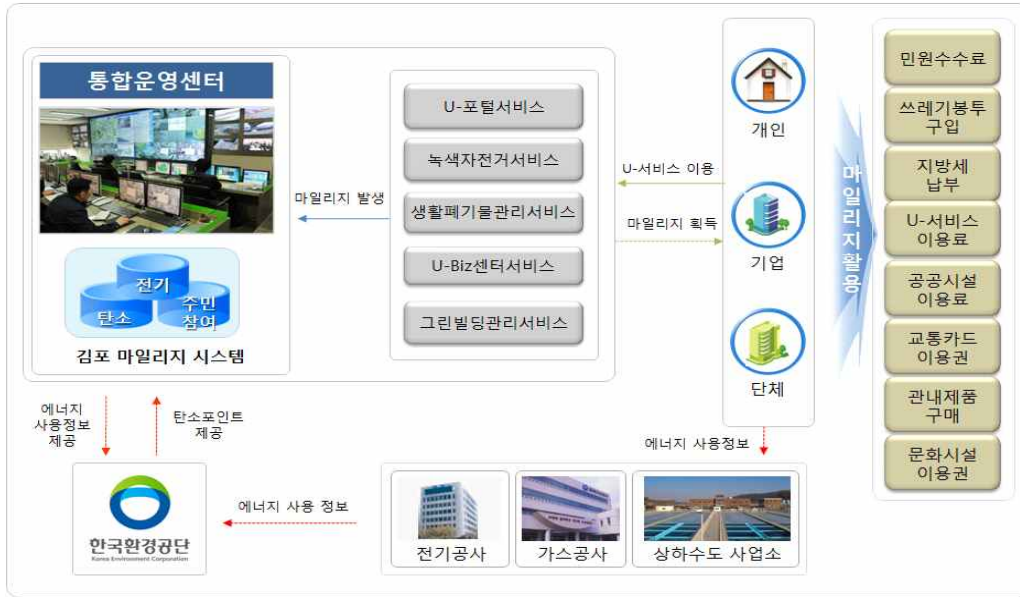 통합운영센터
전기
탄소
주민
참여
김포 마일리지 시스템
마일리지 발생
U-포털서비스
녹색자전거서비스
생활폐기물관리서비스
U-Biz센터서비스
그린빌딩관리서비스
U-서비스 이용
마일리지 획득
개인
기업
단체
마일리지활용
민원수수료
쓰레기봉투
구입
지방세
납부
U-서비스
이용료
공공시설
이용료
교통카드
이용권
관내제품
구매
문화시설
이용권
에너지
사용정보
제공
탄소포인트
제공
에너지 사용정보
한국환경공단
Korea Environment Corporation
에너지 사용 정보
전기공사
가스공사
상하수도 사업소